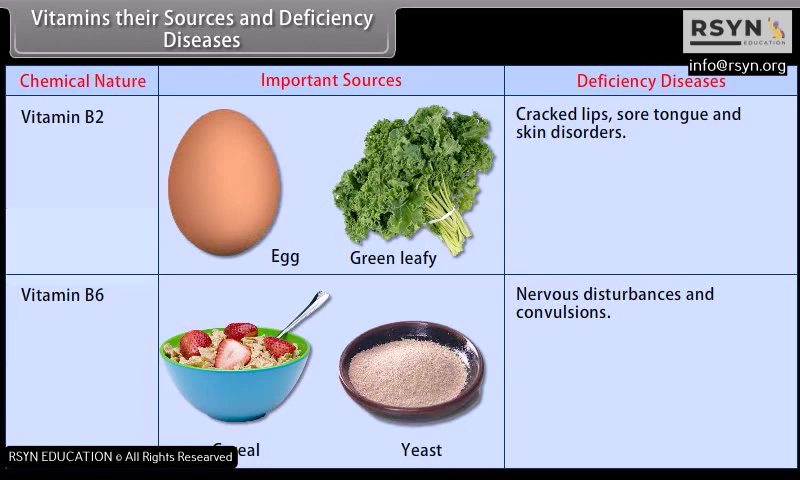 Vitamins their Sources and Deficiency
Diseases
RSYN
EDUCATION
info@rsyn.org
Chemical Nature
Important Sources
Deficiency Diseases
Vitamin B2
Egg
Green leafy
Cracked lips, sore tongue and
skin disorders.
Vitamin B6
Yeast
Nervous disturbances and
convulsions.
RSYN EDUCATION © All Rights Researved